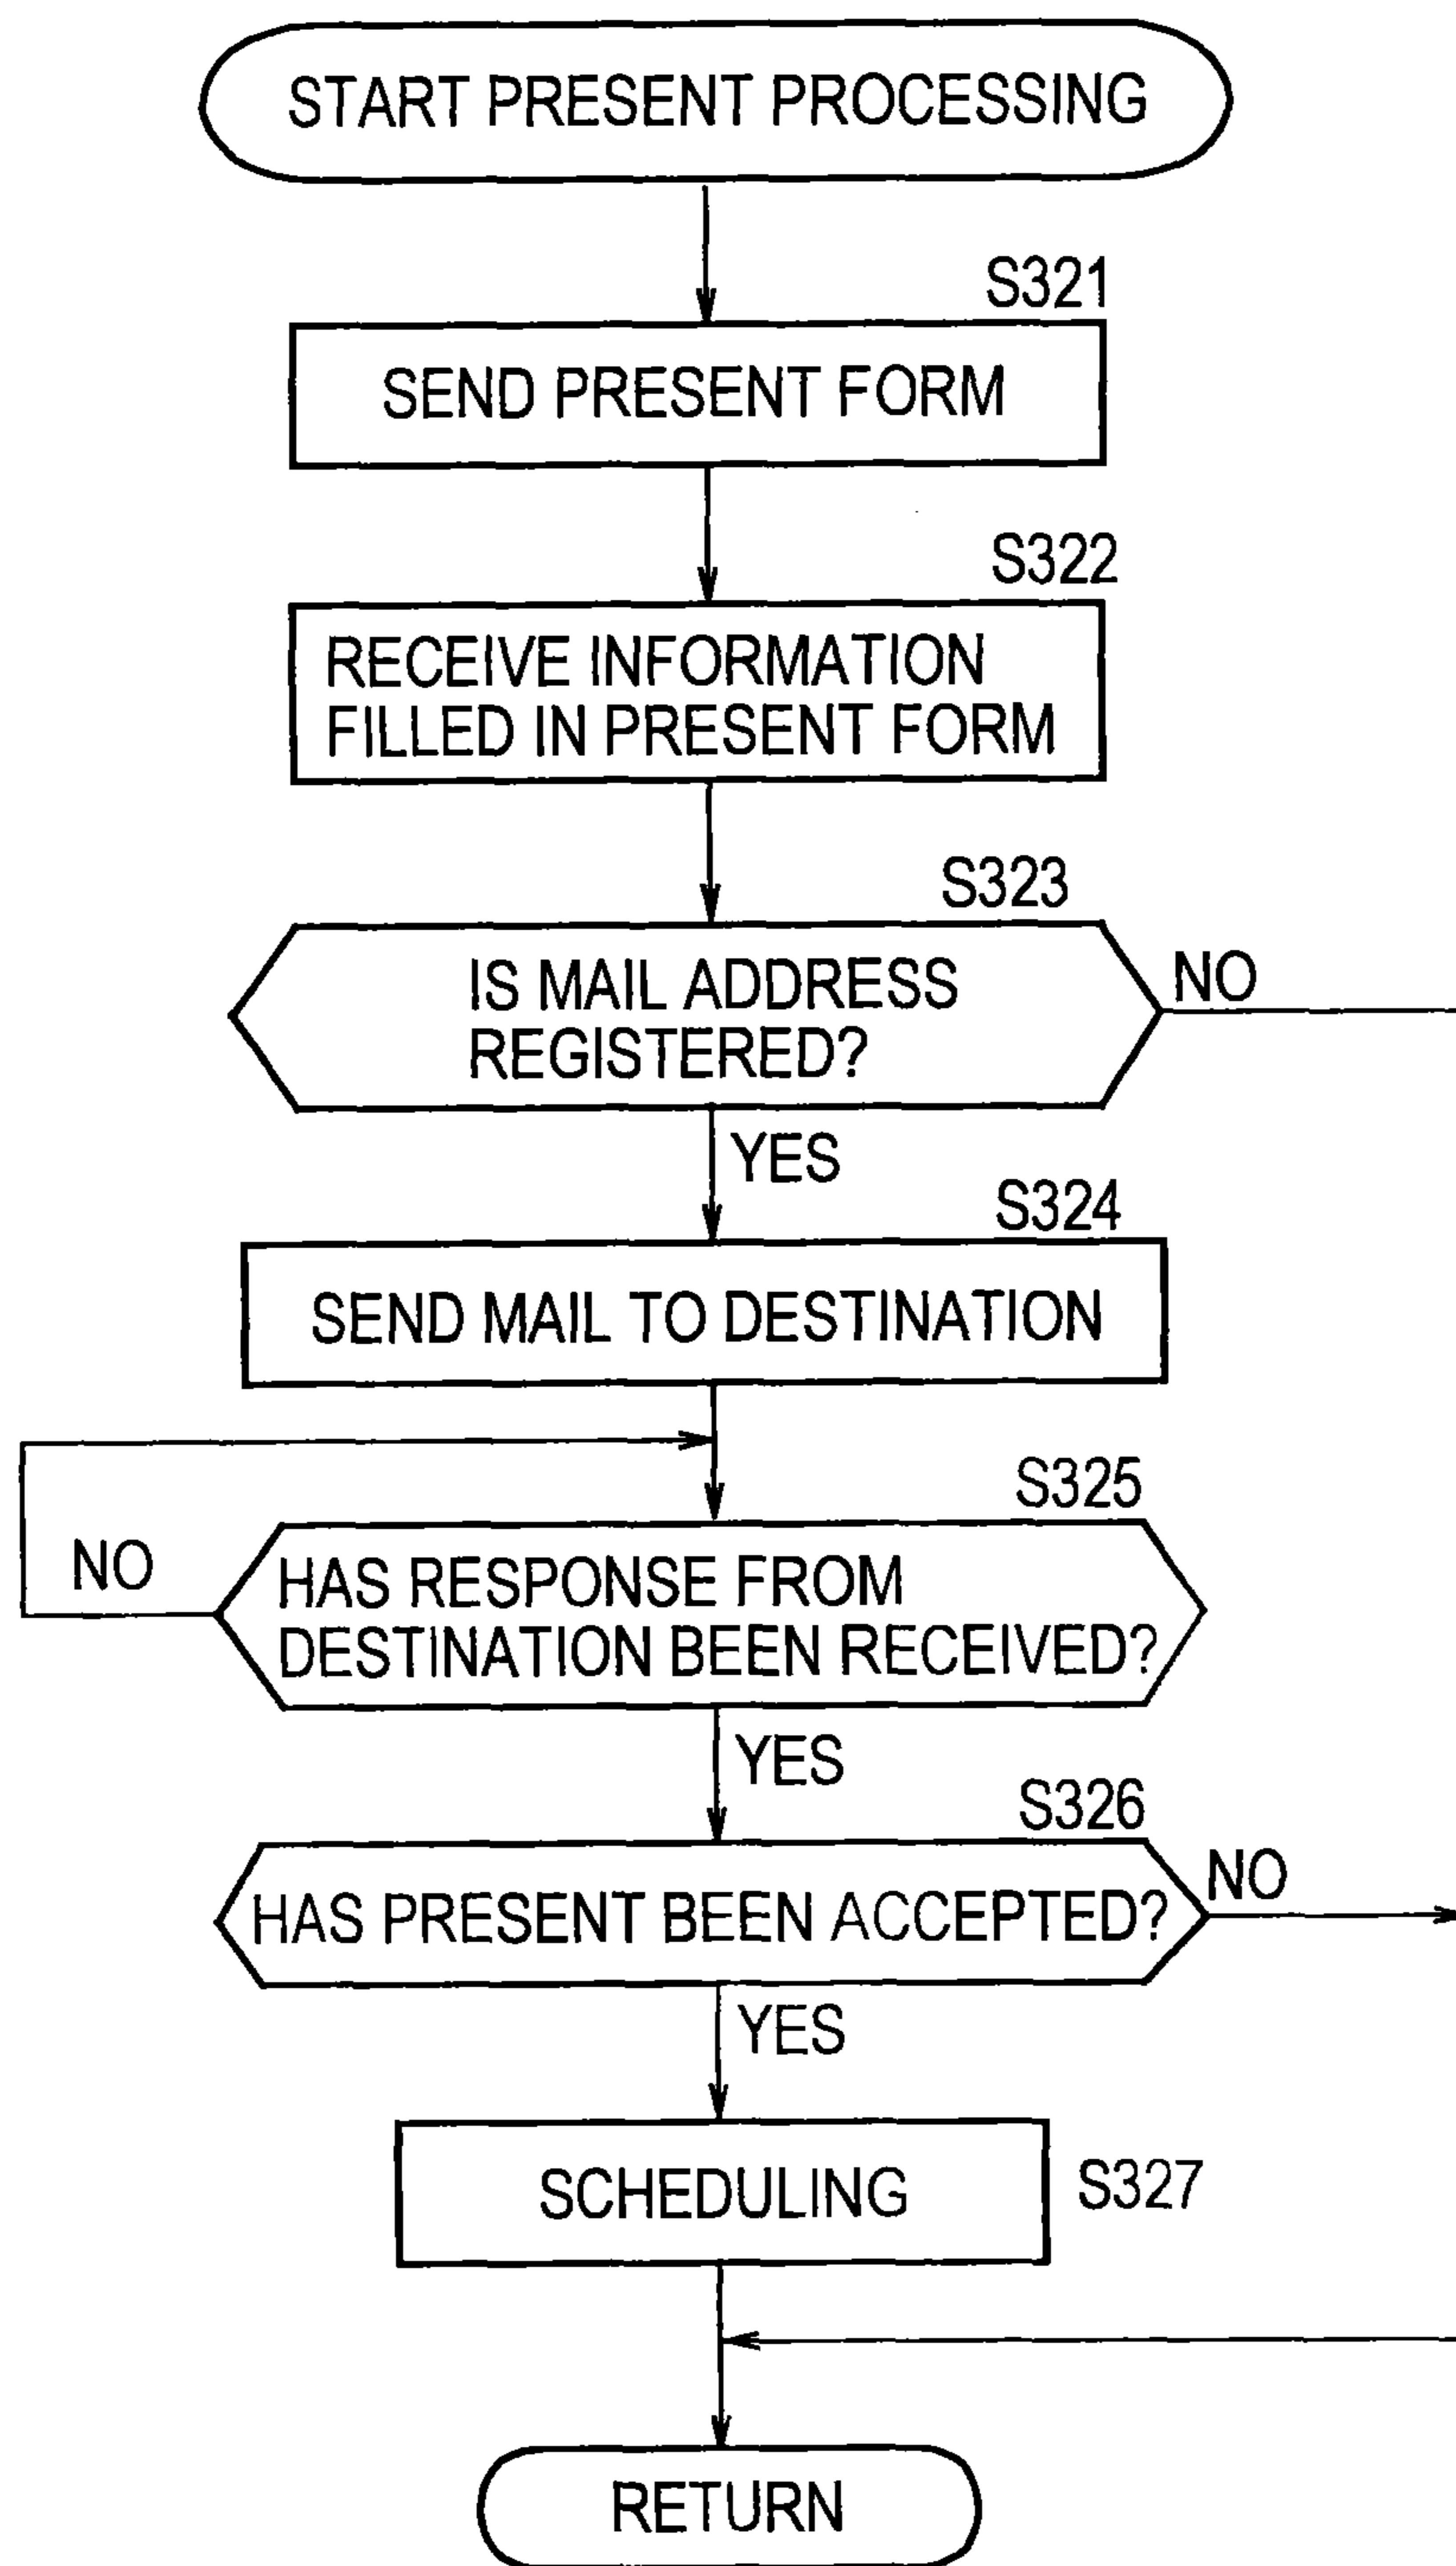 START PRESENT PROCESSING
S321
SEND PRESENT FORM
S322
RECEIVE INFORMATION
FILLED IN PRESENT FORM
S323
IS MAIL ADDRESS
REGISTERED?
NO
YES
S324
SEND MAIL TO DESTINATION
S325
NO
HAS RESPONSE FROM
DESTINATION BEEN RECEIVED?
YES
S326
HAS PRESENT BEEN ACCEPTED?
NO
YES
SCHEDULING
S327
RETURN